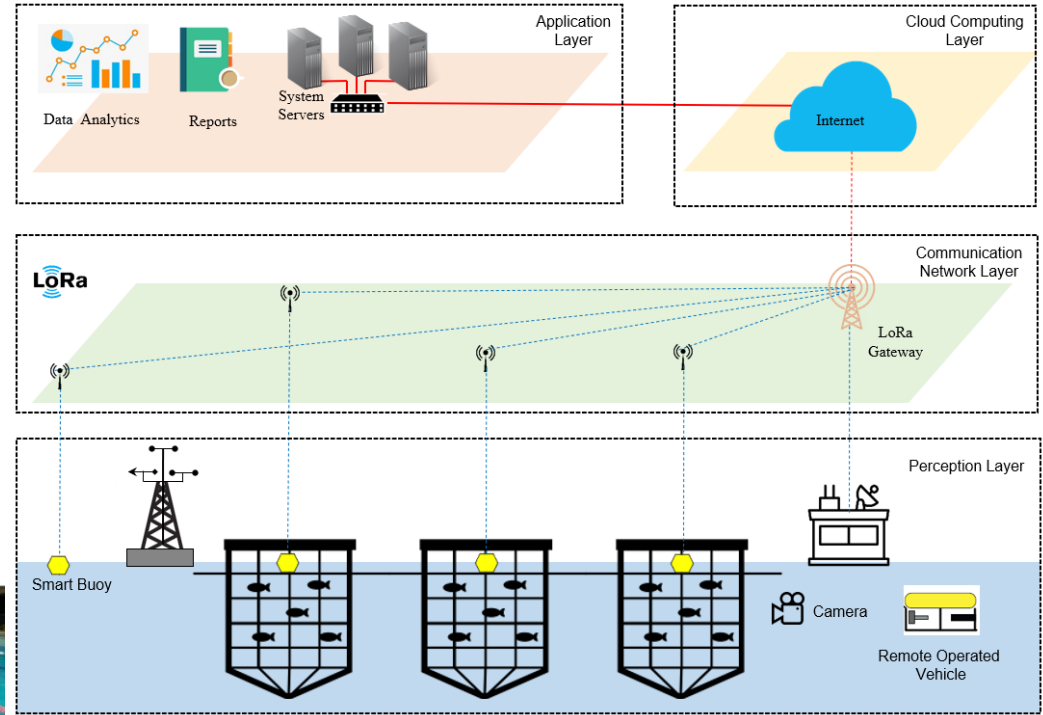 Application
Layer
Cloud Computing
Layer
System
Servers
Data Analytics
Reports
Internet
Communication
Network Layer
LoRa
LoRa
Gateway
Perception Layer
Smart Buoy
Camera
Remote Operated
Vehicle